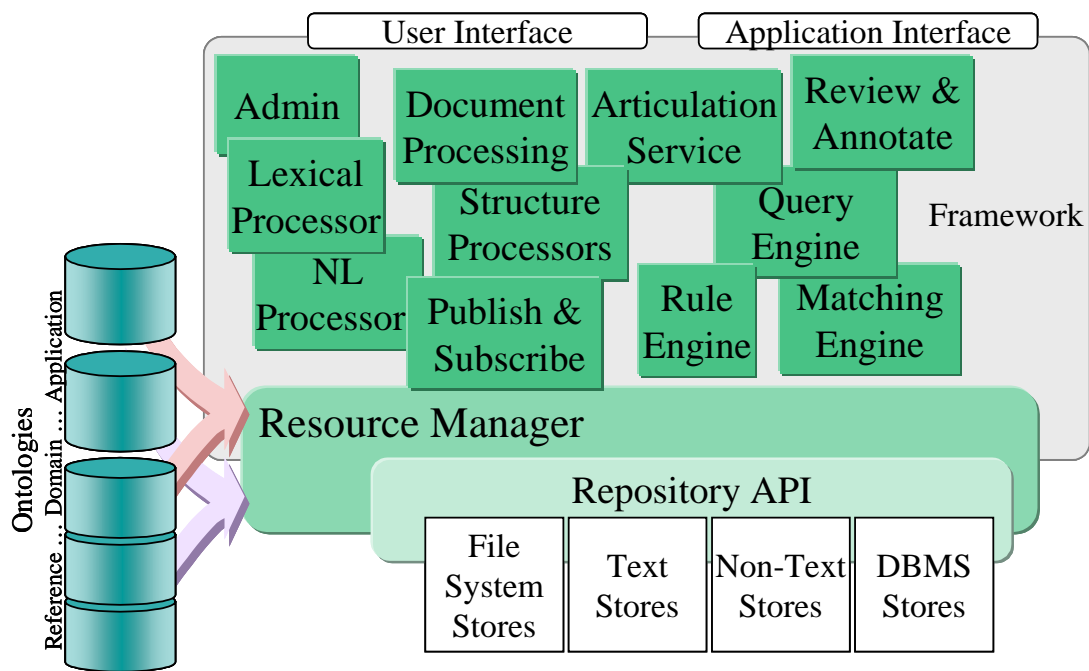 User Interface
Application Interface
Admin
Document
Processing
Articulation
Service
Review &
Annotate
Lexical
Processor
Structure
Processors
Query
Engine
Framework
NL
Processor
Publish &
Subscribe
Rule
Engine
Matching
Engine
Ontologies
Reference ... Domain ... Application
Resource Manager
Repository API
File
System
Stores
Text
Stores
Non-Text
Stores
DBMS
Stores